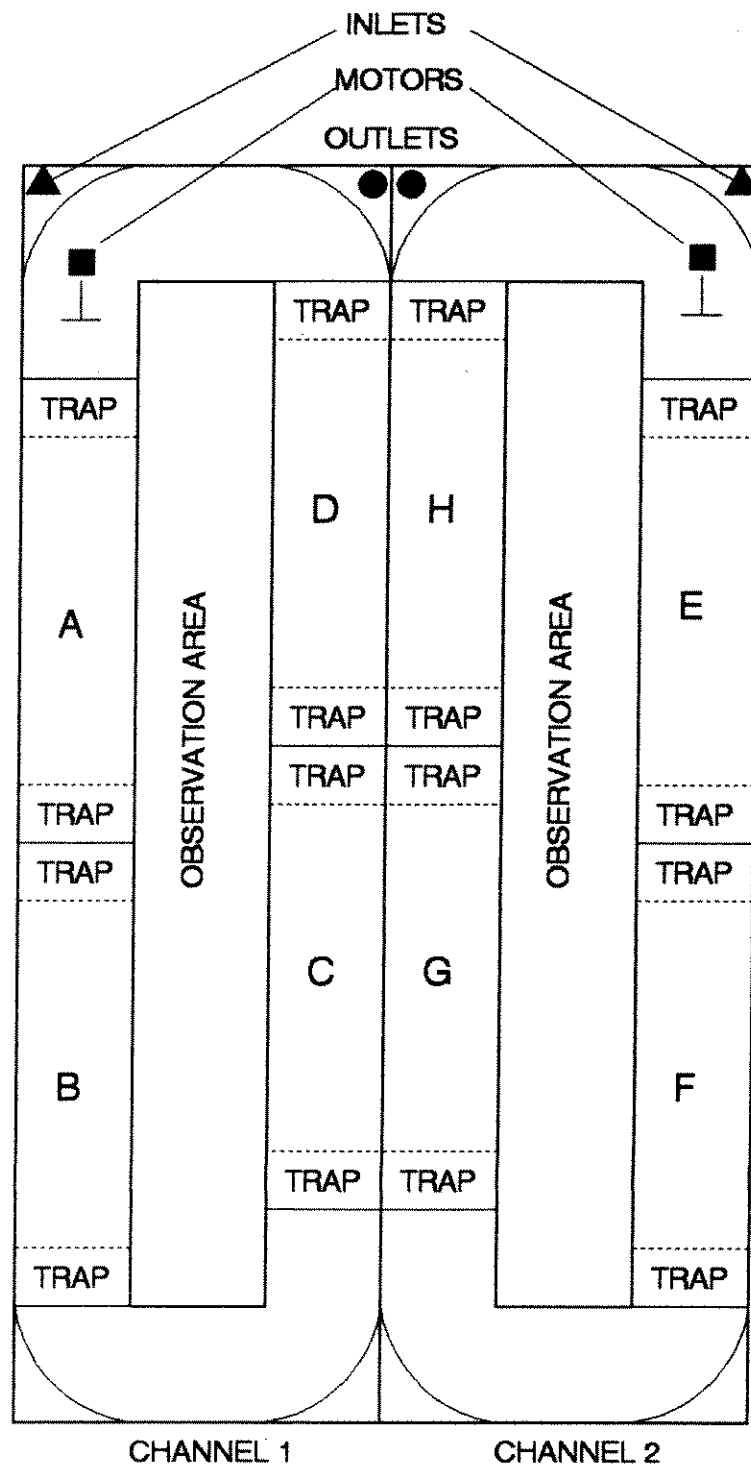 INLETS
MOTORS
OUTLETS
TRAP TRAP
TRAP TRAP
D H
A E
OBSERVATION AREA OBSERVATION AREA
TRAP TRAP
TRAP TRAP
TRAP TRAP
TRAP TRAP
C G
B F
TRAP TRAP
TRAP TRAP
CHANNEL 1 CHANNEL 2